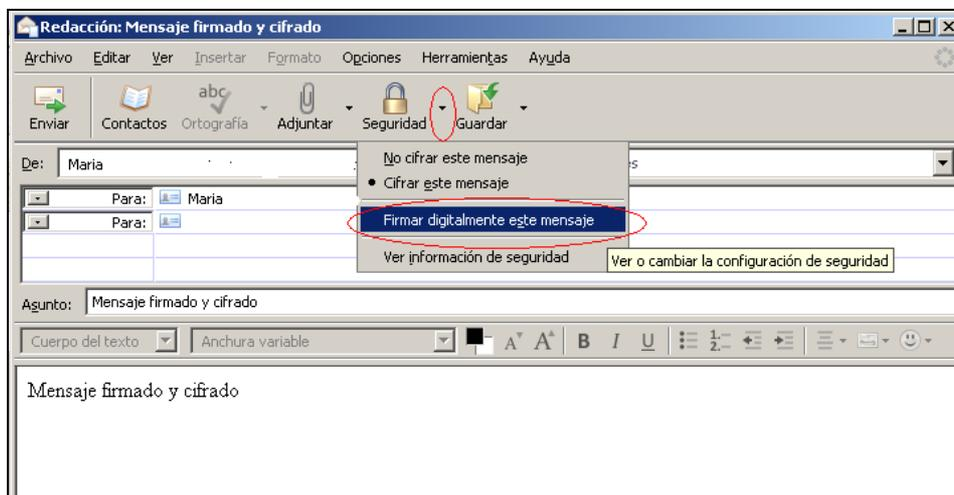 Redacción: Mensaje firmado y cifrado
Archivo Editar Ver Insertar Formato Opciones Herramientas Ayuda
Enviar Contactos Ortografía Adjuntar Seguridad Guardar
De: Maria
No cifrar este mensaje
Cifrar este mensaje
Para: Maria
Firmar digitalmente este mensaje
Para:
Ver información de seguridad
Ver o cambiar la configuración de seguridad
Asunto: Mensaje firmado y cifrado
Cuerpo del texto Anchura variable A A B I U
Mensaje firmado y cifrado